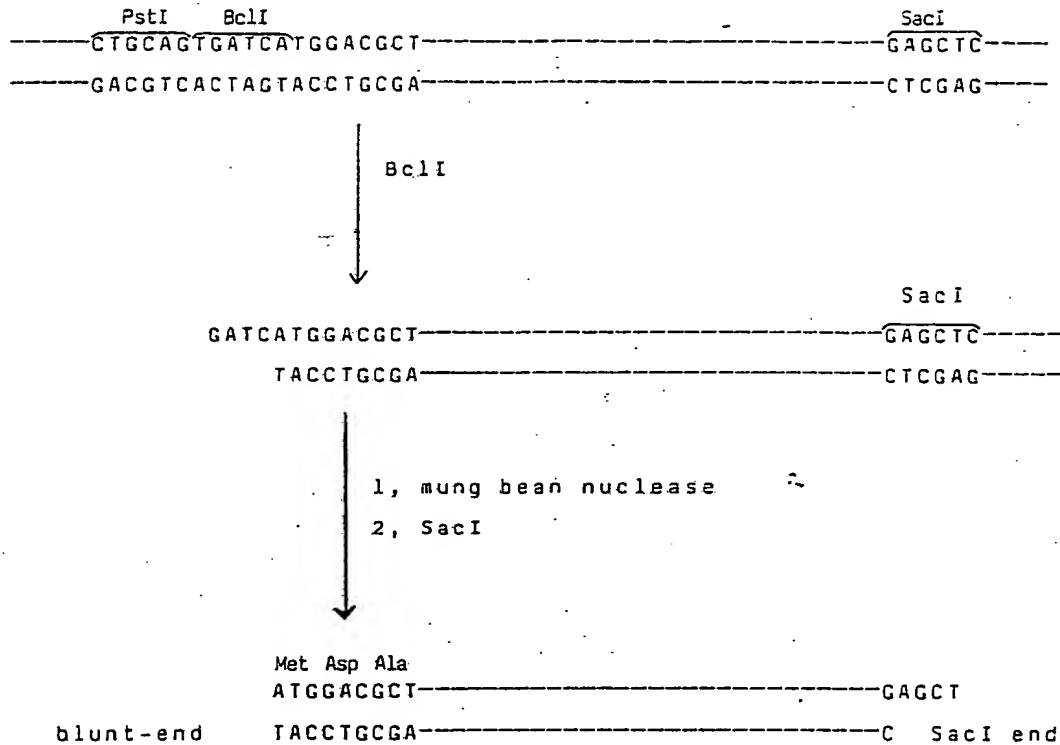 PstI BclI SacI
------CTGCAGTGATCATGGACGCT------GAGCTC-----
------GACGTCACTAGTACCTGCGA------CTCGAG-----
BclI
SacI
GATCATGGACGCT------GAGCTC-----
TACCTGCGA------CTCGAG-----
1, mung bean nuclease
2, SacI
Met Asp Ala
ATGGACGCT------GAGCT
blunt-end TACCTGCGA------C SacI end